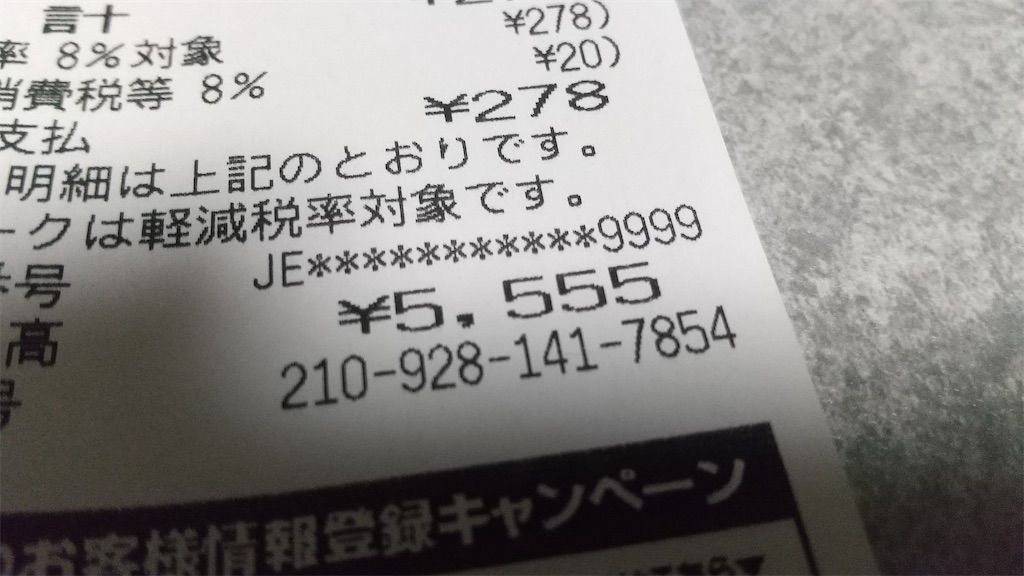 計 ¥278)
率 8%対象 ¥20)
消費税等 8%
支払 ¥278
明細は上記のとおりです。
ークは軽減税率対象です。
番号 JE***********9999
高 ¥5,555
号 210-928-141-7854
お客様情報登録キャンペーン